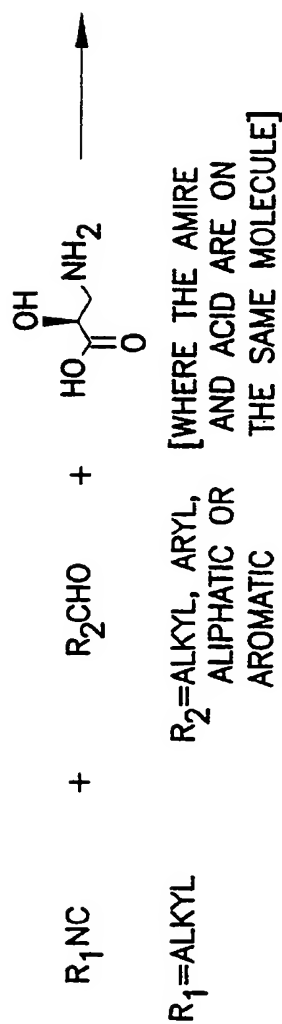 R₁NC + R₂CHO + HO O OH NH₂
R₁=ALKYL
R₂=ALKYL, ARYL,
ALIPHATIC OR
AROMATIC
[WHERE THE AMIRE
AND ACID ARE ON
THE SAME MOLECULE]